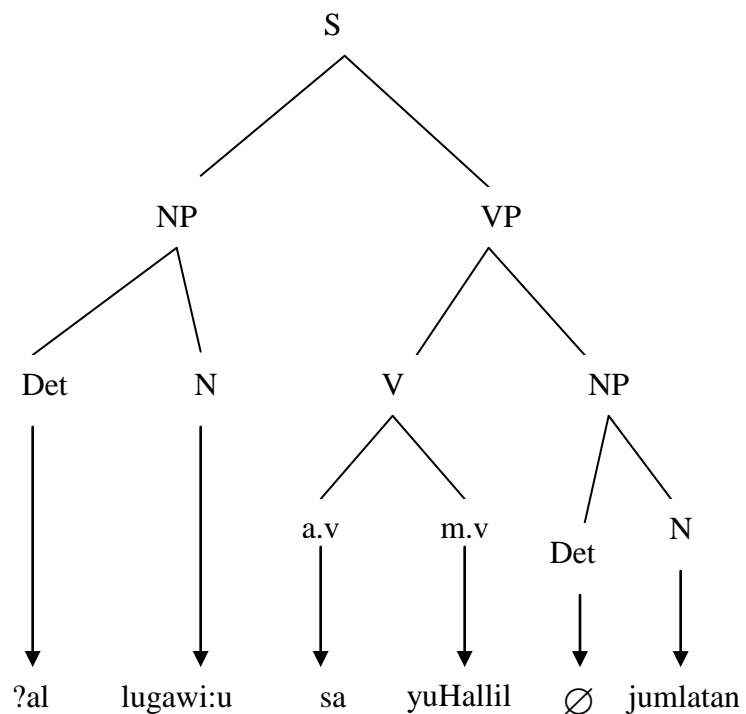 S
NP VP
Det N V NP
a.v m.v Det N
?al lugawi:u sa yuHallil ∅ jumlatan